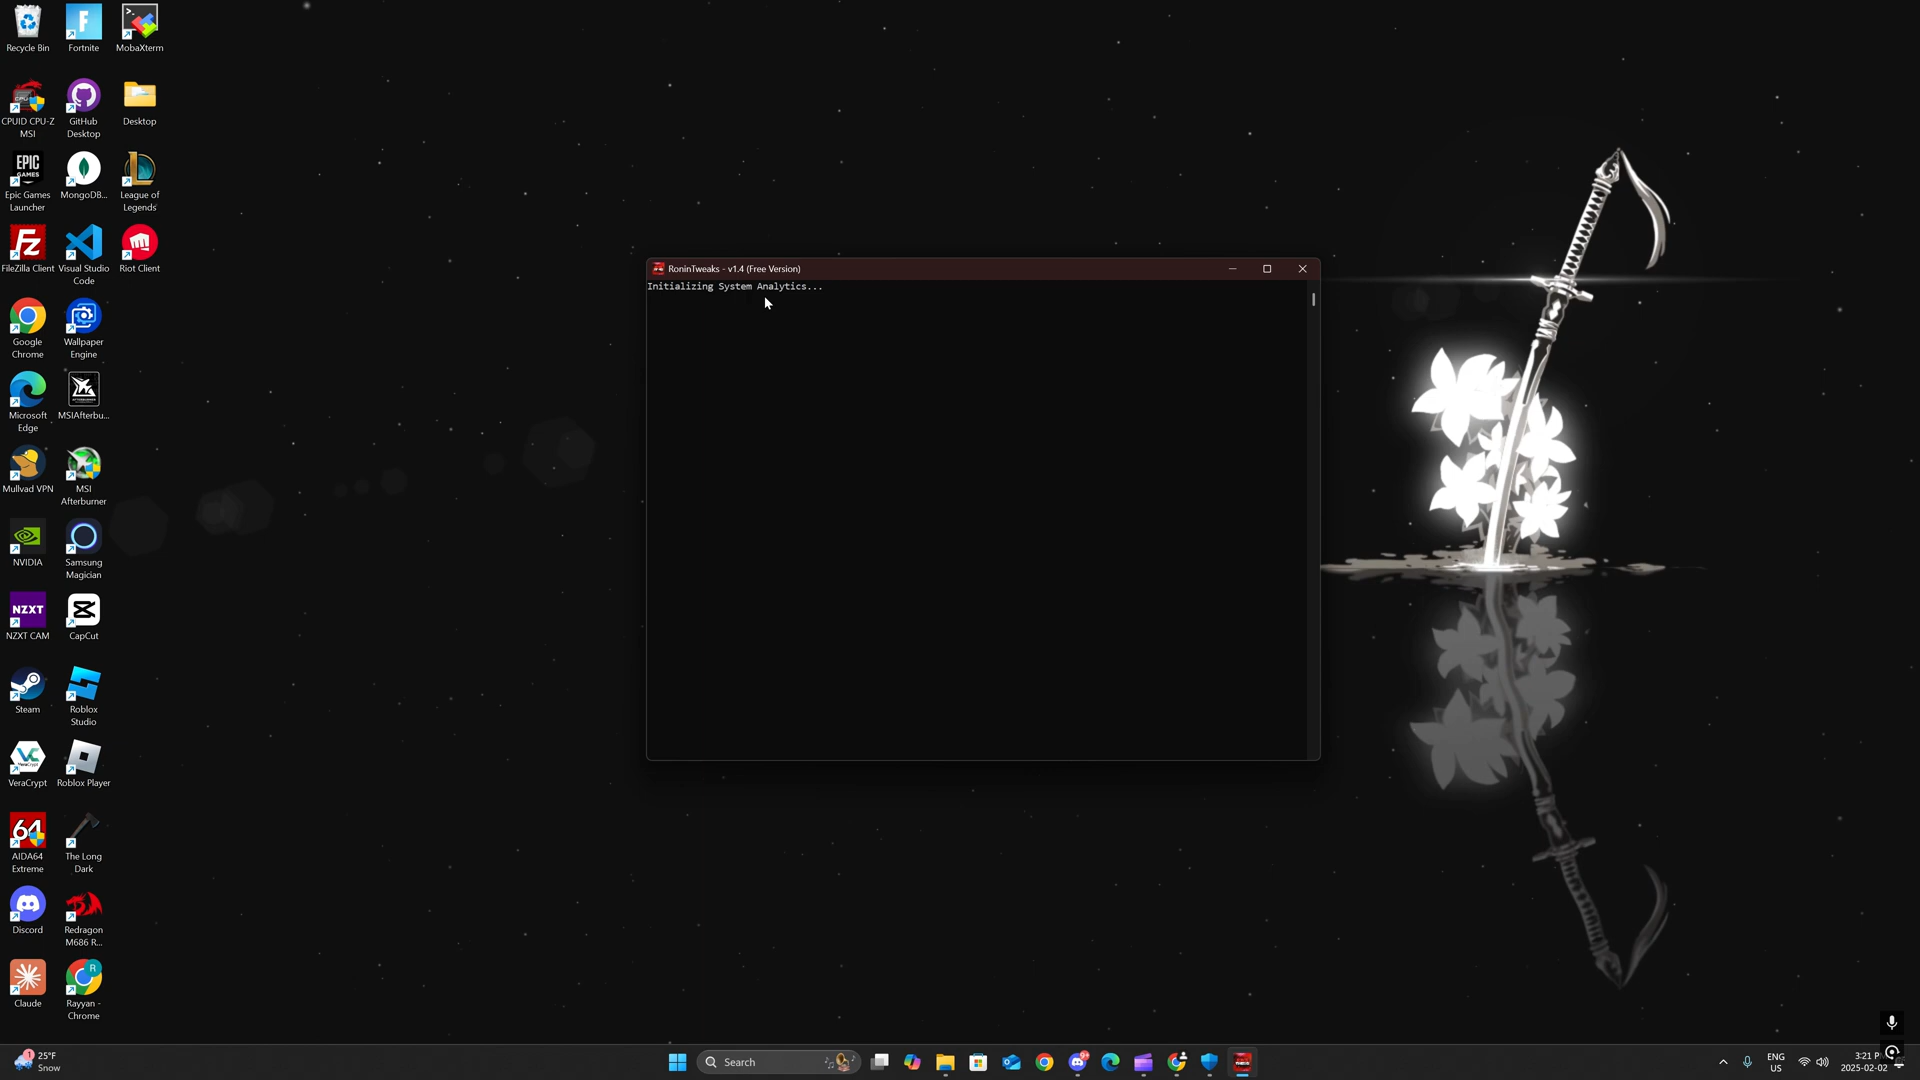 Recycle Bin
Fortnite
MobaXterm
CPUID CPU-Z
MSI
GitHub
Desktop
Desktop
EPIC
GAMES
Epic Games
Launcher
MongoDB...
League of
Legends
FileZilla Client
Visual Studio
Code
Riot Client
Google
Chrome
Wallpaper
Engine
Microsoft
Edge
MSIAfterbu...
Mullvad VPN
MSI
Afterburner
NVIDIA
Samsung
Magician
NZXT
NZXT CAM
CapCut
Steam
Roblox
Studio
VeraCrypt
Roblox Player
64
AIDA64
Extreme
The Long
Dark
Discord
Redragon
M686 R...
Claude
R
Rayyan -
Chrome
RoninTweaks - v1.4 (Free Version)
Initializing System Analytics...
1
25°F
Snow
Search
ENG
US
3:21 P
2025-02-02